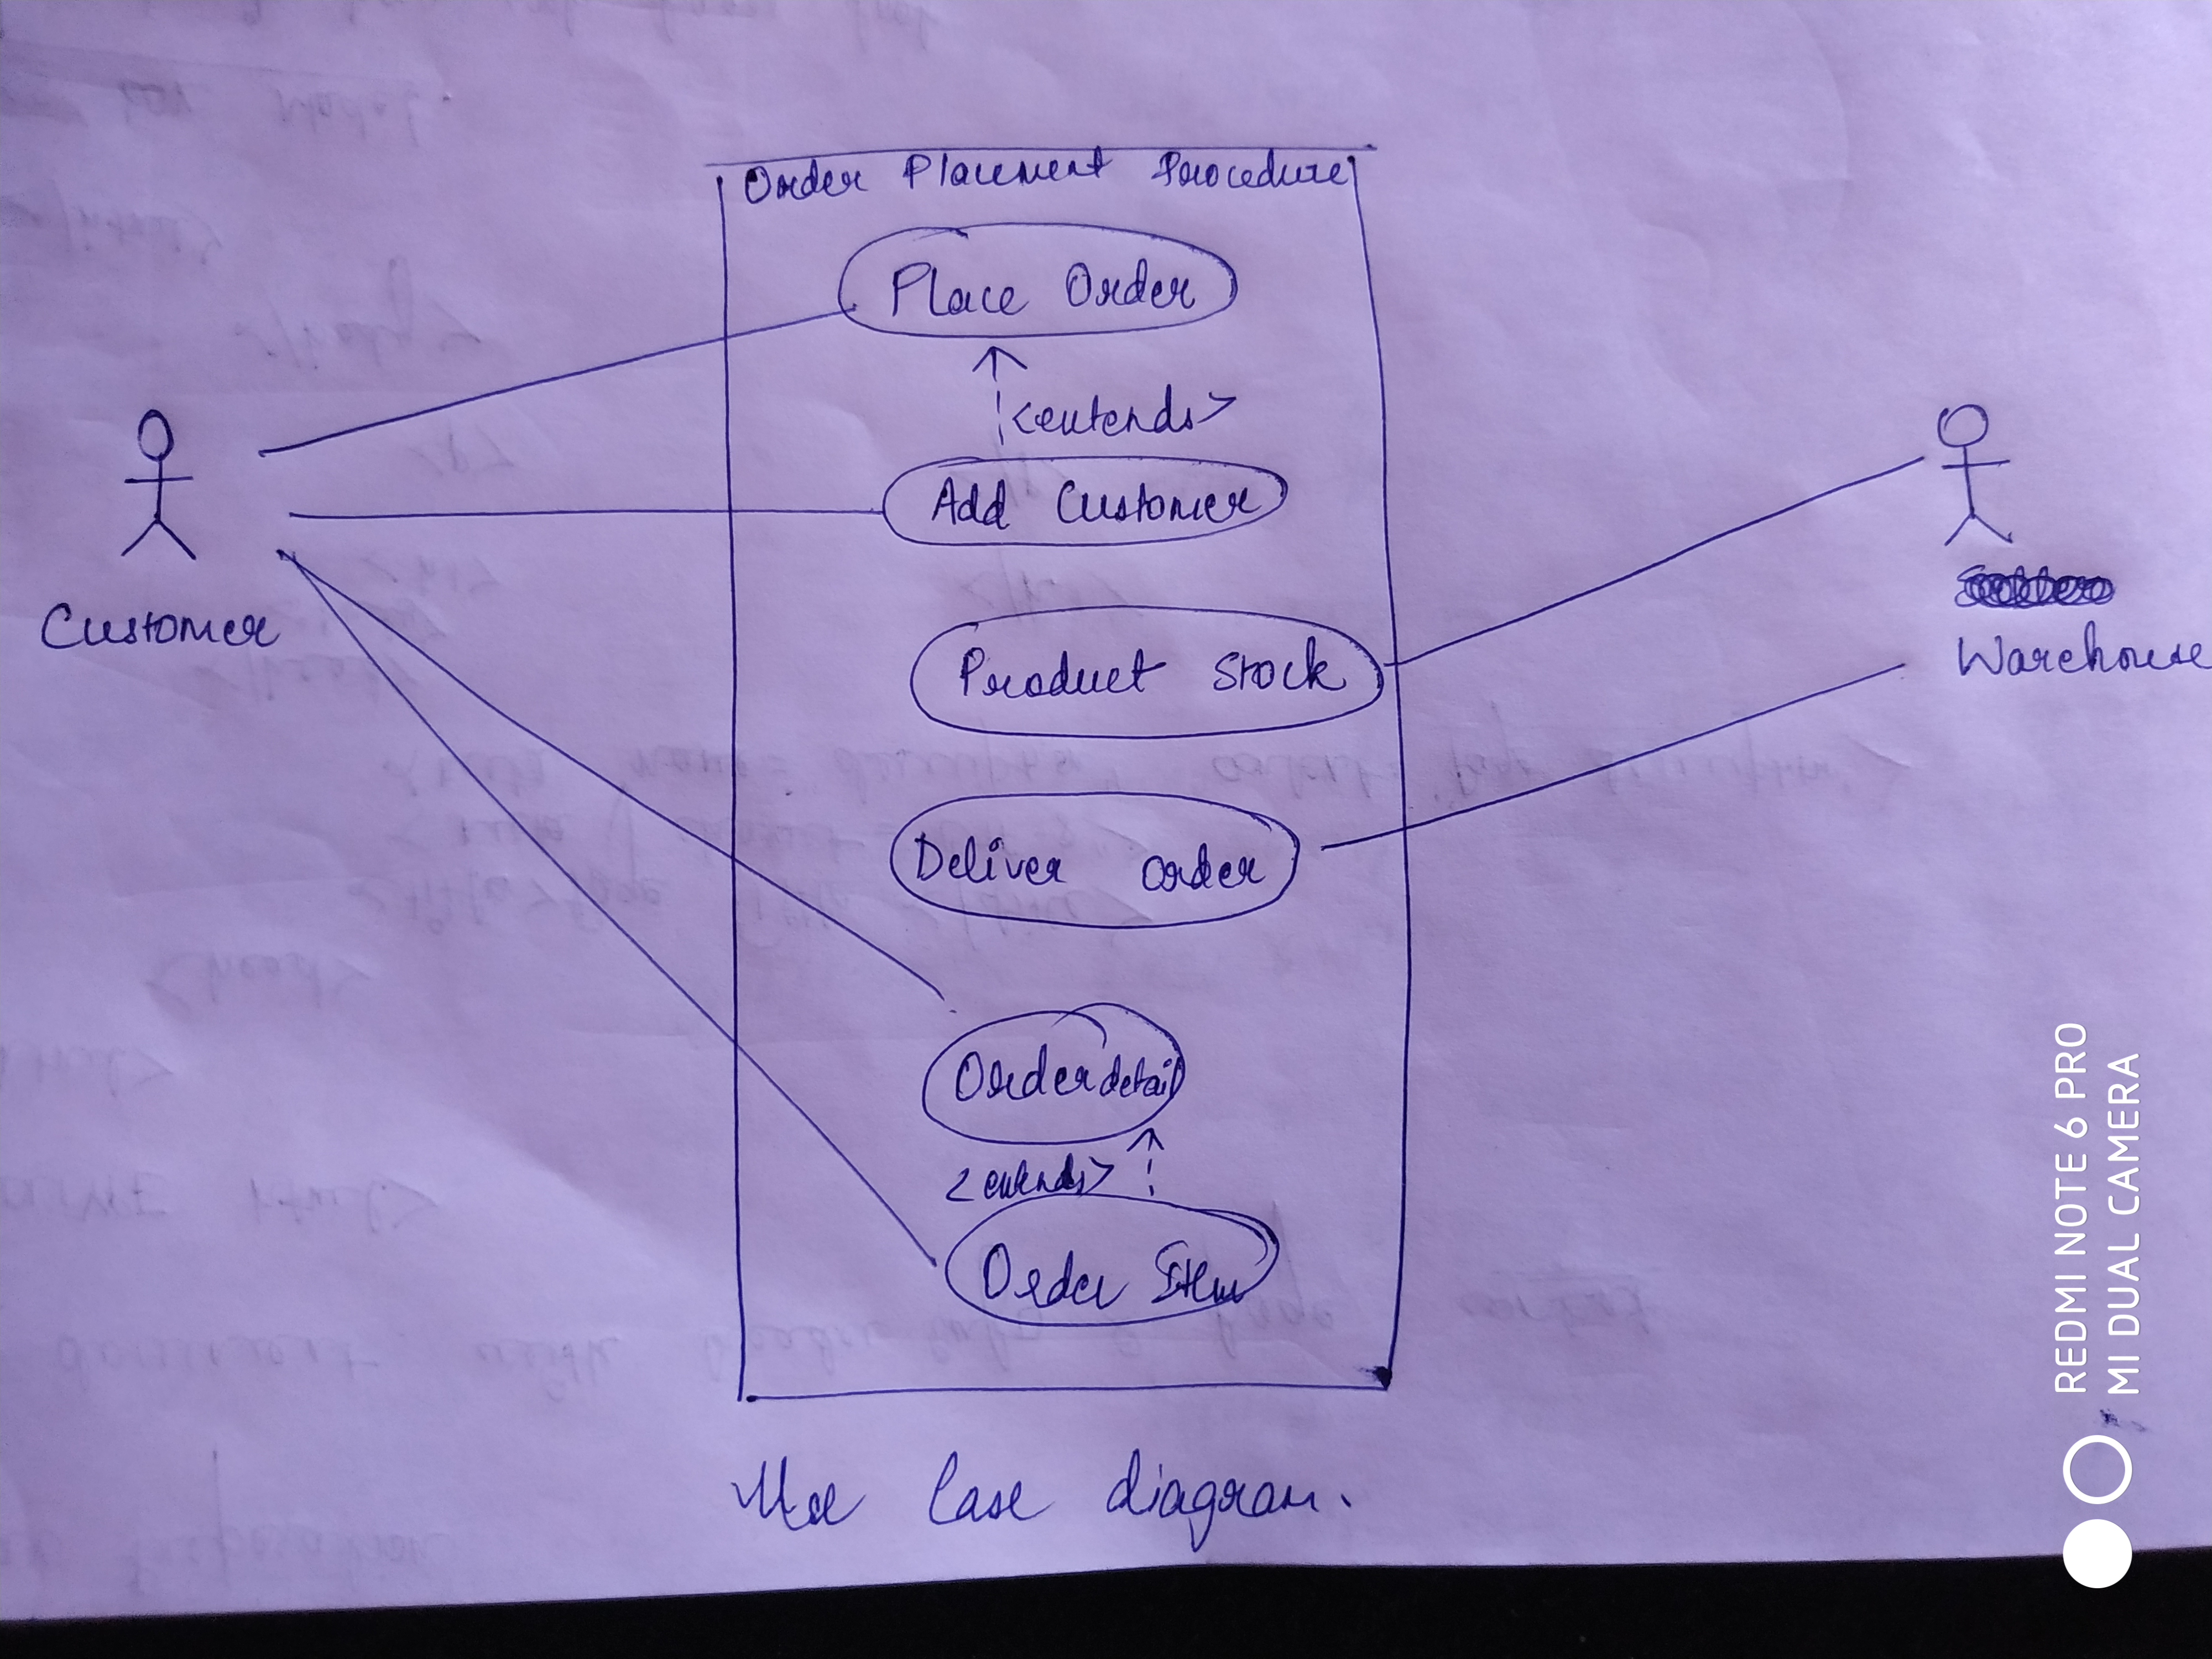 Order Placement Procedure
Place Order
<extends>
Add Customer
Customer
Product Stock
Warehouse
Deliver order
Orderdetail
<extends>
Order Item
Use Case diagram.
REDMI NOTE 6 PRO
MI DUAL CAMERA